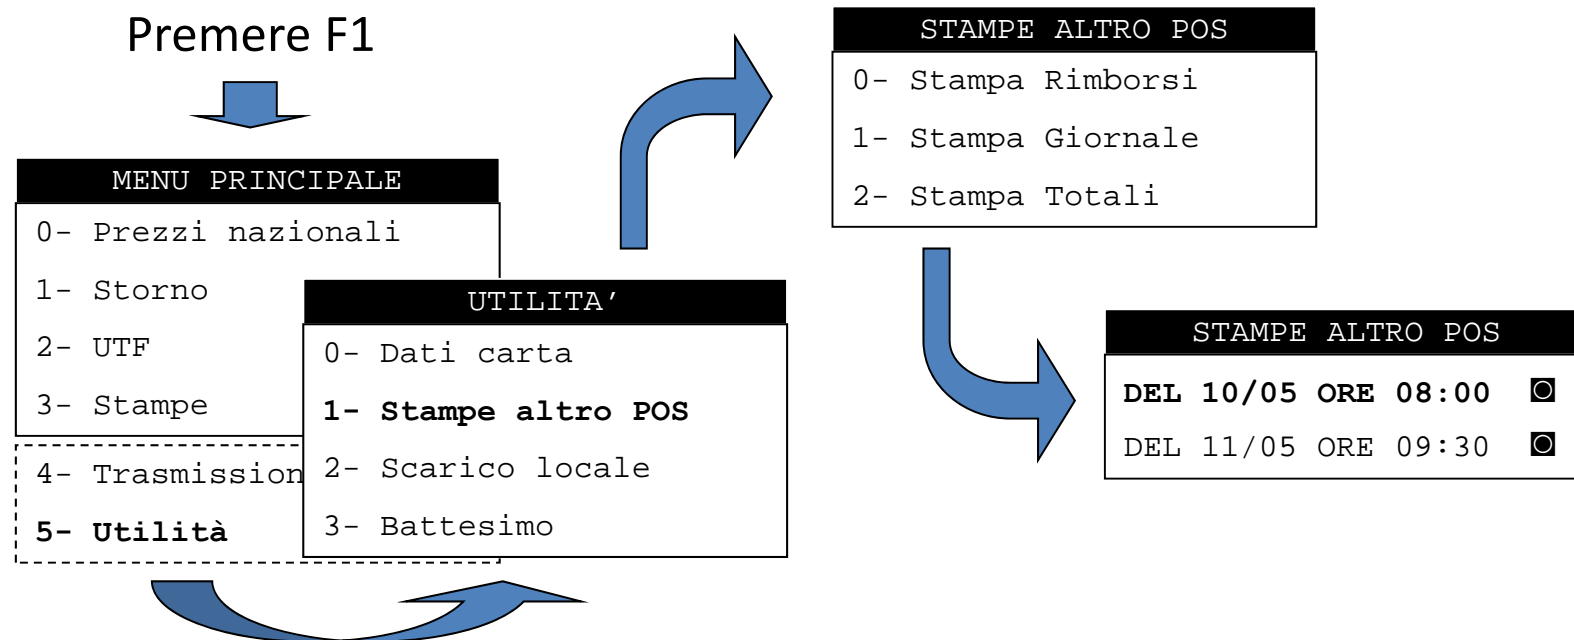 Premere F1
MENU PRINCIPALE
0- Prezzi nazionali
1- Storno
2- UTF
3- Stampe
4- Trasmission
5- Utilità
UTILITA’
0- Dati carta
1- Stampe altro POS
2- Scarico locale
3- Battesimo
STAMPE ALTRO POS
0- Stampa Rimborsi
1- Stampa Giornale
2- Stampa Totali
STAMPE ALTRO POS
DEL 10/05 ORE 08:00 ◙
DEL 11/05 ORE 09:30 ◙